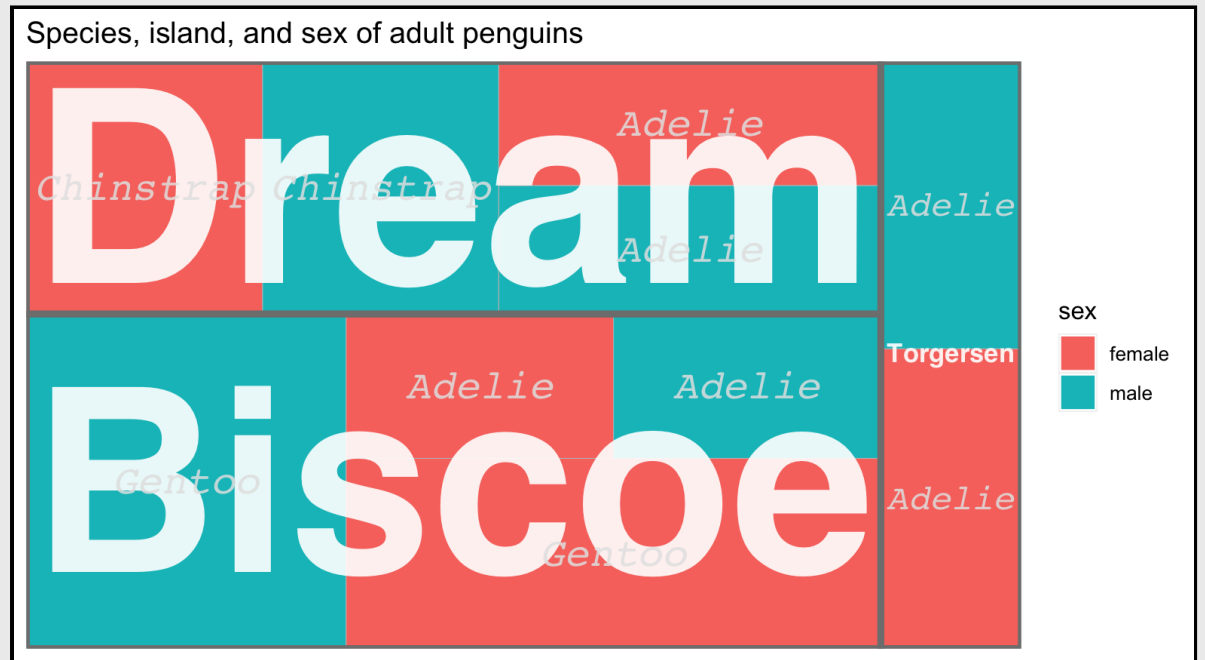 Species, island, and sex of adult penguins
Dream
Chinstrap
Chinstrap
Adelie
Adelie
Adelie
Torgersen
Adelie
Biscoe
Gentoo
Adelie
Adelie
Gentoo
sex
female
male